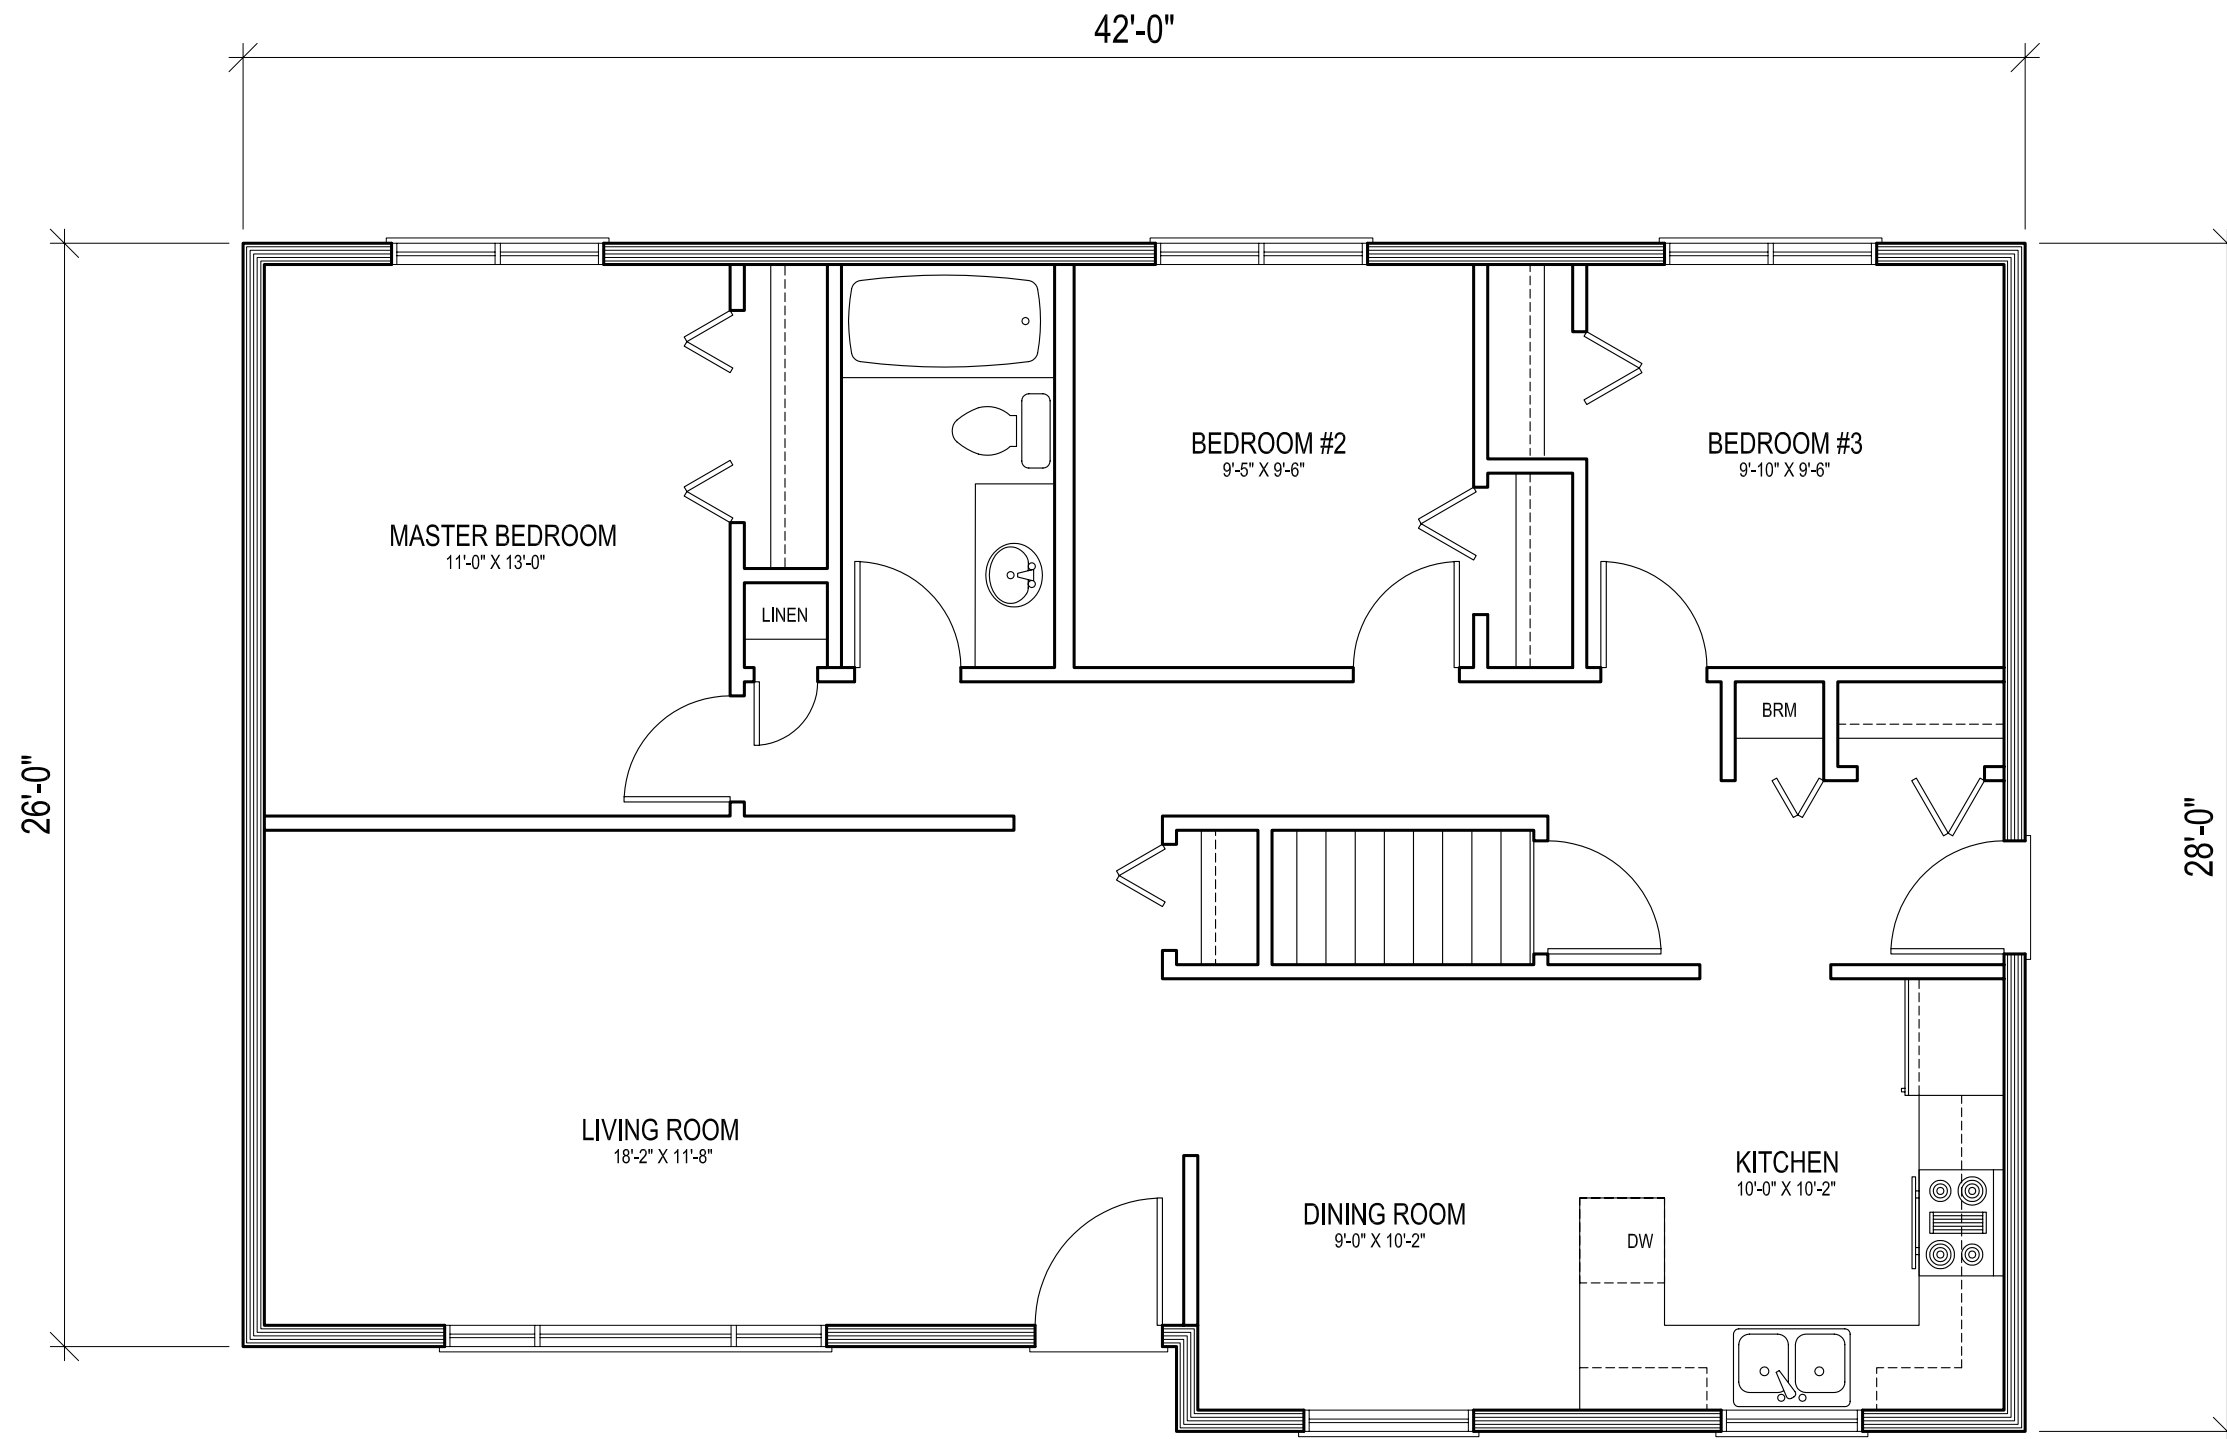 42'-0"
BEDROOM #2
9'-5" X 9'-6"
BEDROOM #3
9'-10" X 9'-6"
MASTER BEDROOM
11'-0" X 13'-0"
LINEN
BRM
26'-0"
28'-0"
LIVING ROOM
18'-2" X 11'-8"
KITCHEN
10'-0" X 10'-2"
DINING ROOM
9'-0" X 10'-2"
DW